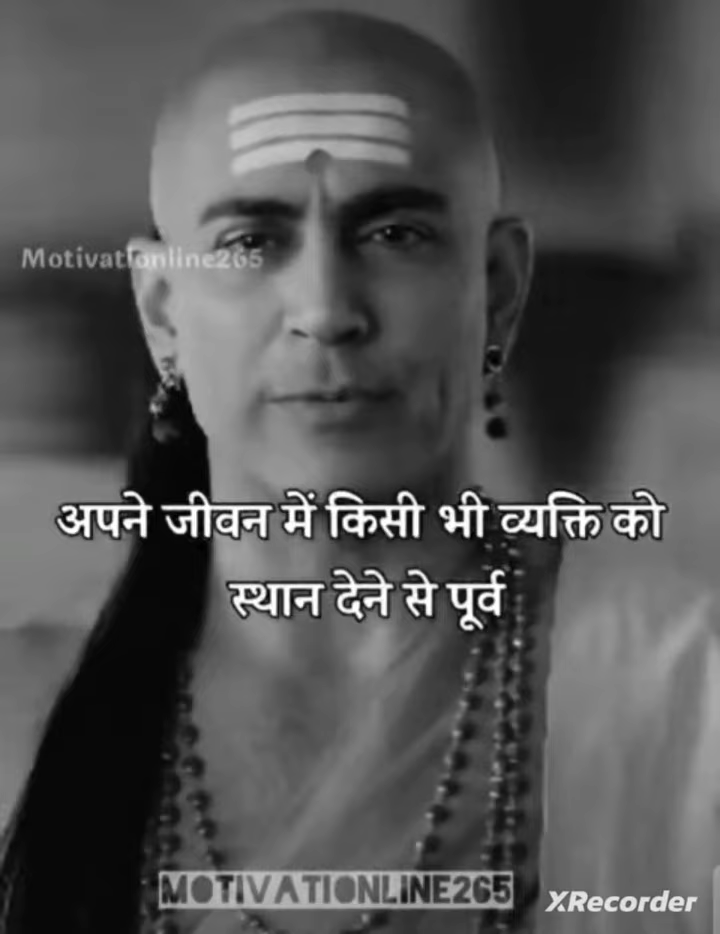 Motivationline265
अपने जीवन में किसी भी व्यक्ति को
स्थान देने से पूर्व
MOTIVATIONLINE265
XRecorder